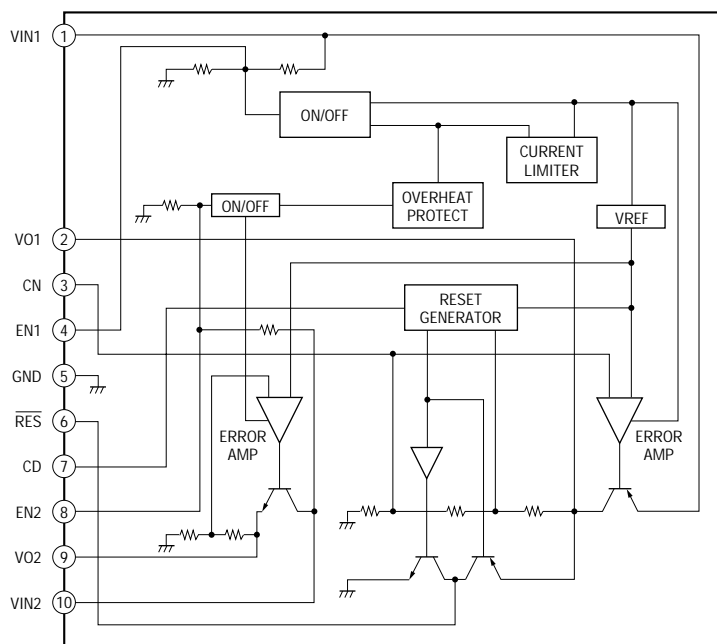 VIN1 1
ON/OFF
CURRENT
LIMITER
OVERHEAT
PROTECT
ON/OFF
VREF
VO1 2
CN 3
RESET
GENERATOR
EN1 4
GND 5
RES 6
ERROR
AMP
ERROR
AMP
CD 7
EN2 8
VO2 9
VIN2 10